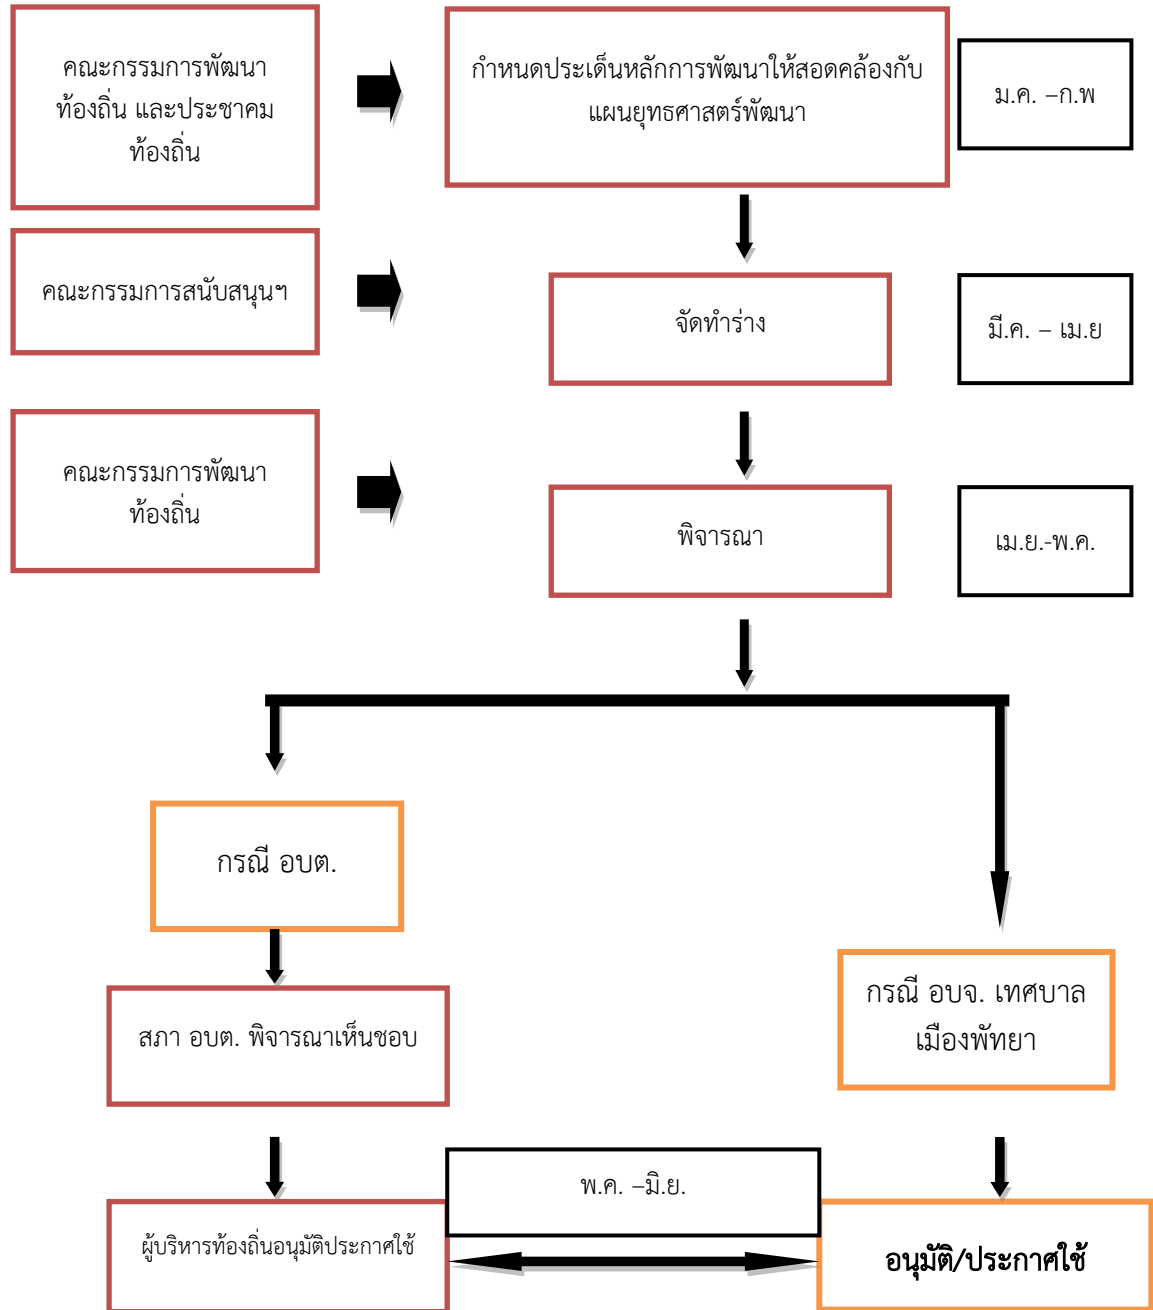 คณะกรรมการพัฒนา
ท้องถิ่น และประชาคม
ท้องถิ่น
กำหนดประเด็นหลักการพัฒนาให้สอดคล้องกับ
แผนยุทธศาสตร์พัฒนา
ม.ค. –ก.พ
คณะกรรมการสนับสนุนฯ
จัดทำร่าง
มี.ค. – เม.ย
คณะกรรมการพัฒนา
ท้องถิ่น
พิจารณา
เม.ย.-พ.ค.
กรณี อบต.
กรณี อบจ. เทศบาล
เมืองพัทยา
สภา อบต. พิจารณาเห็นชอบ
พ.ค. –มิ.ย.
ผู้บริหารท้องถิ่นอนุมัติประกาศใช้
อนุมัติ/ประกาศใช้